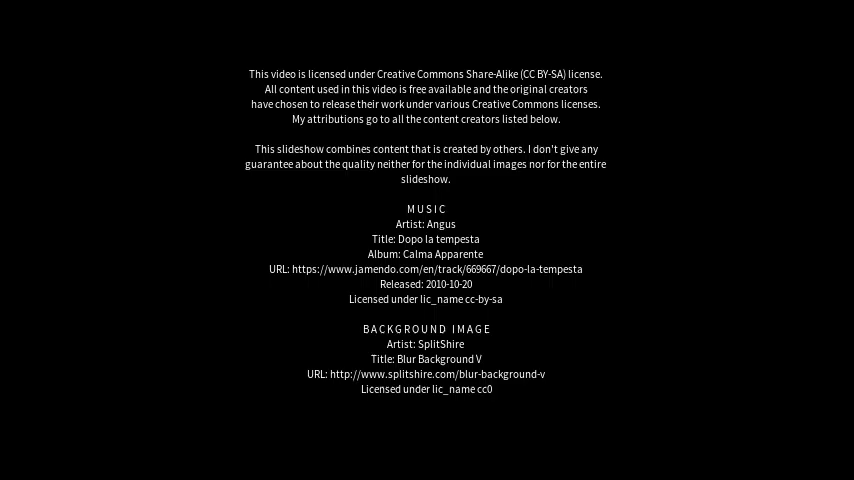 This video is licensed under Creative Commons Share-Alike (CC BY-SA) license.
All content used in this video is free available and the original creators
have chosen to release their work under various Creative Commons licenses.
My attributions go to all the content creators listed below.
This slideshow combines content that is created by others. I don't give any
guarantee about the quality neither for the individual images nor for the entire
slideshow.
MUSIC
Artist: Angus
Title: Dopo la tempesta
Album: Calma Apparente
URL: https://www.jamendo.com/en/track/669667/dopo-la-tempesta
Released: 2010-10-20
Licensed under lic_name cc-by-sa
BACKGROUND IMAGE
Artist: SplitShire
Title: Blur Background V
URL: http://www.splitshire.com/blur-background-v
Licensed under lic_name cc0